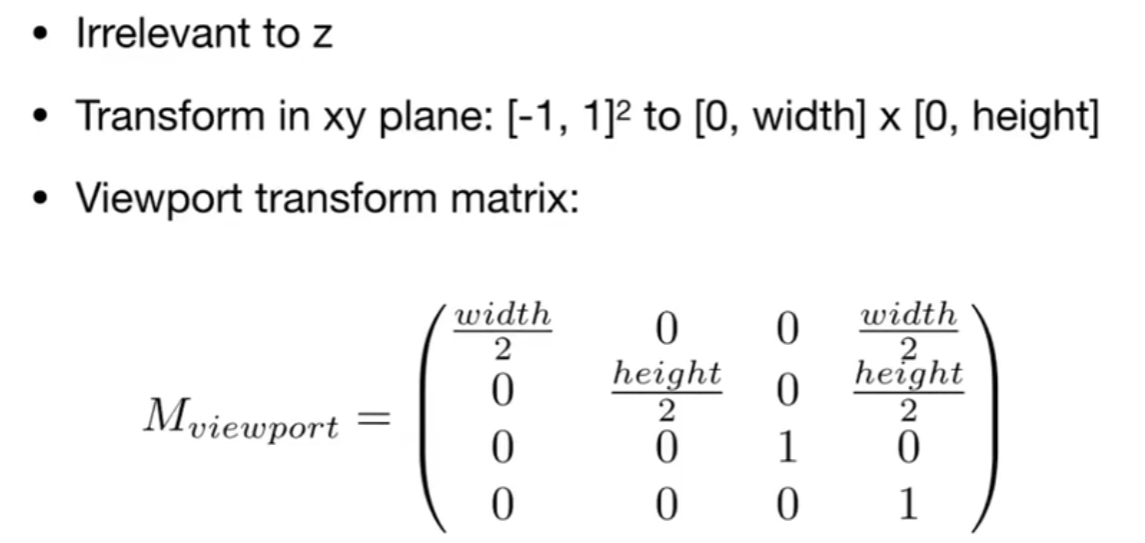 • Irrelevant to z
• Transform in xy plane: [-1, 1]² to [0, width] x [0, height]
• Viewport transform matrix:
M_{viewport} = \begin{pmatrix} \frac{width}{2} & 0 & 0 & \frac{width}{2} \\ 0 & \frac{height}{2} & 0 & \frac{height}{2} \\ 0 & 0 & 1 & 0 \\ 0 & 0 & 0 & 1 \end{pmatrix}